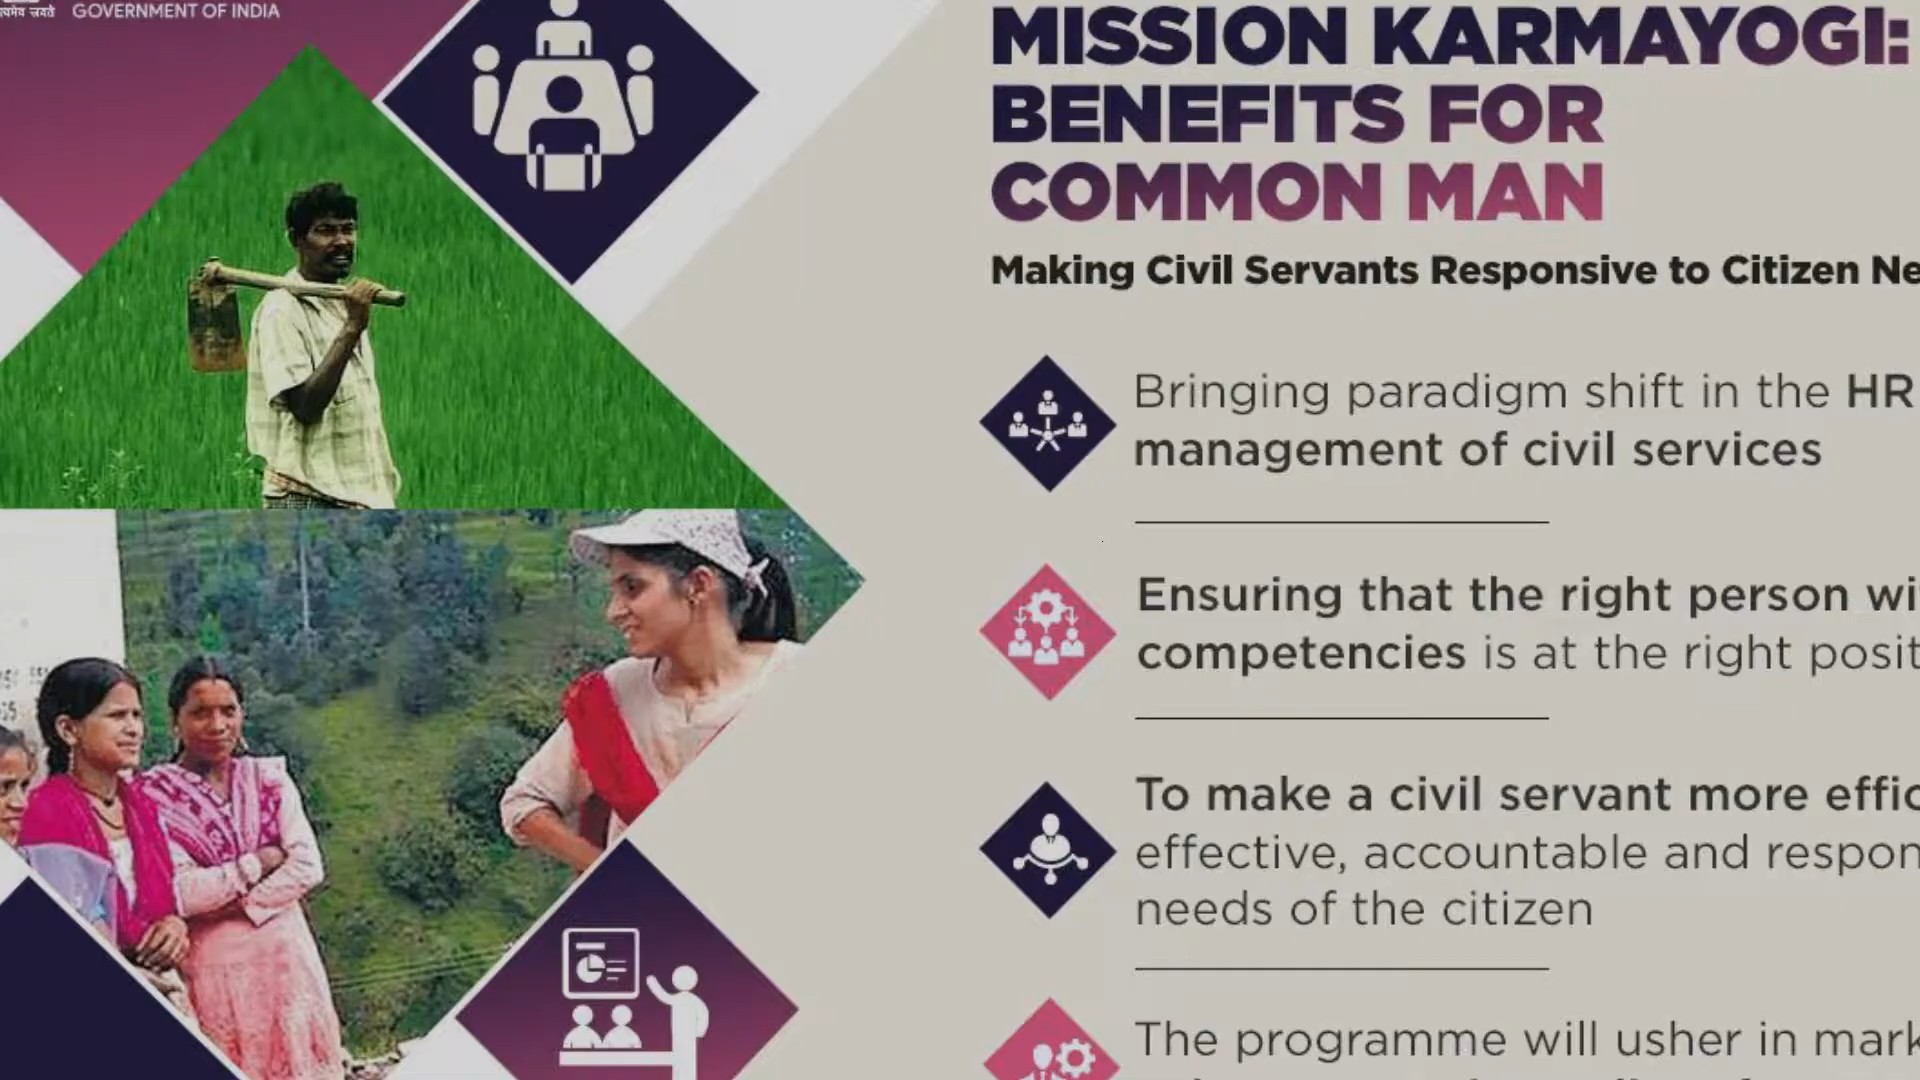 सत्यमेव जयते GOVERNMENT OF INDIA
MISSION KARMAYOGI:
BENEFITS FOR
COMMON MAN
Making Civil Servants Responsive to Citizen Ne
Bringing paradigm shift in the HR
management of civil services
Ensuring that the right person wi
competencies is at the right posit
To make a civil servant more effic
effective, accountable and respon
needs of the citizen
The programme will usher in mark